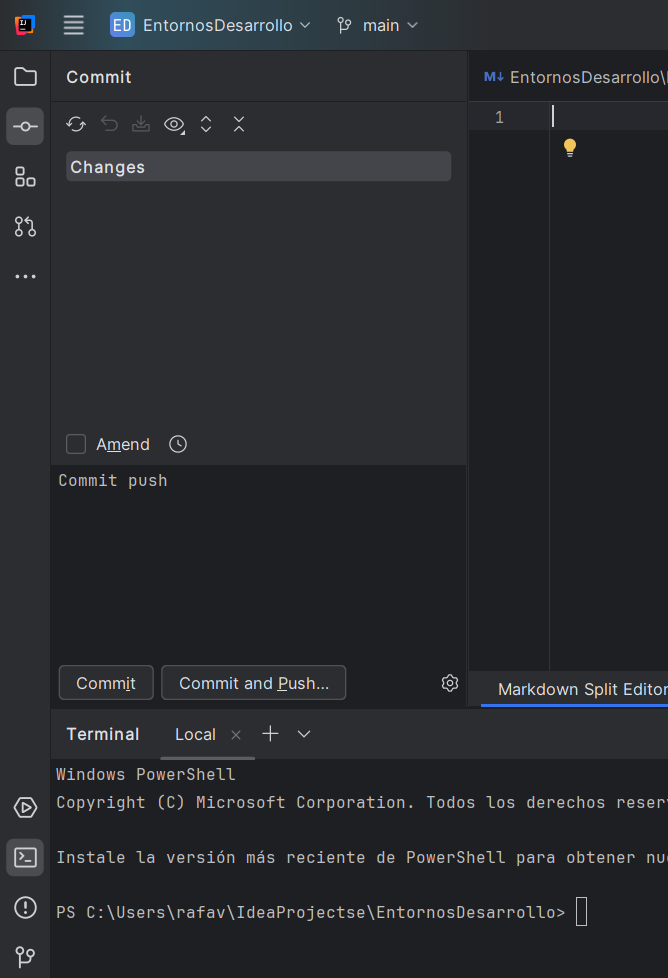 ED EntornosDesarrollo main
Commit
M↓ EntornosDesarrollo\
1
Changes
Amend
Commit push
Commit
Commit and Push...
Markdown Split Editor
Terminal Local
Windows PowerShell
Copyright (C) Microsoft Corporation. Todos los derechos reser
Instale la versión más reciente de PowerShell para obtener nu
PS C:\Users\rafav\IdeaProjectse\EntornosDesarrollo>